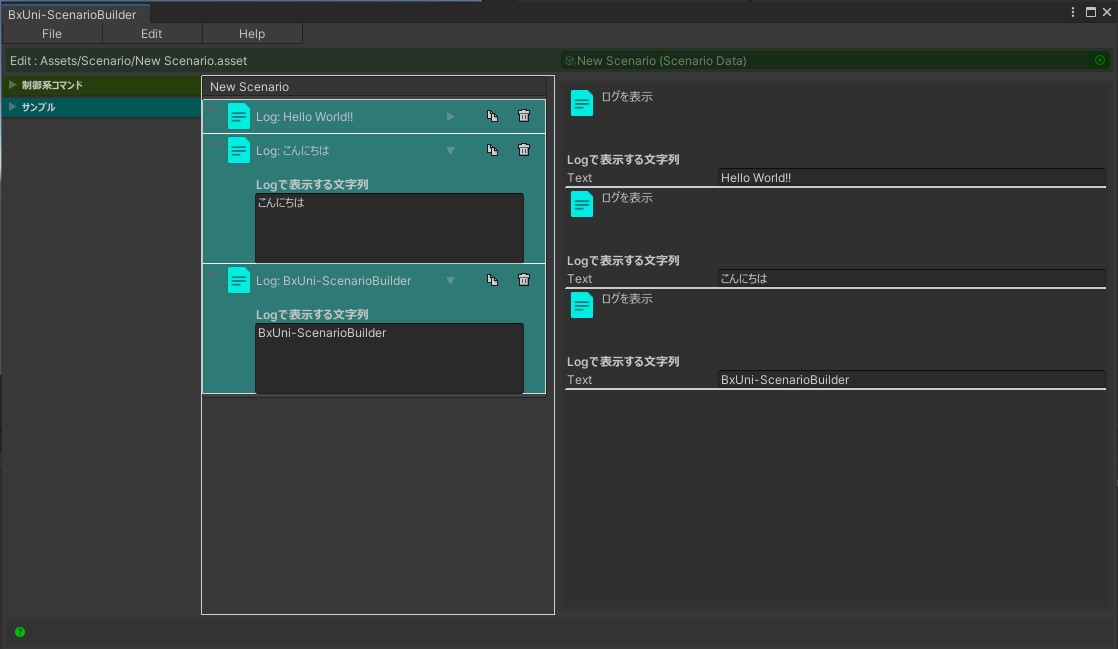 BxUni-ScenarioBuilder
File Edit Help
Edit : Assets/Scenario/New Scenario.asset
New Scenario (Scenario Data)
制御系コマンド
サンプル
New Scenario
Log: Hello World!!
Log: こんにちは
Logで表示する文字列
こんにちは
Log: BxUni-ScenarioBuilder
Logで表示する文字列
BxUni-ScenarioBuilder
ログを表示
Logで表示する文字列
Text Hello World!!
ログを表示
Logで表示する文字列
Text こんにちは
ログを表示
Logで表示する文字列
Text BxUni-ScenarioBuilder